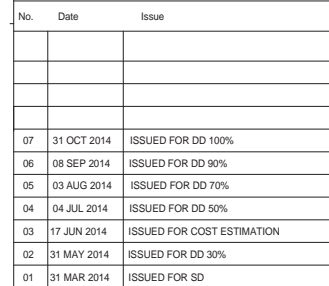 No. Date Issue
07 31 OCT 2014 ISSUED FOR DD 100%
06 08 SEP 2014 ISSUED FOR DD 90%
05 03 AUG 2014 ISSUED FOR DD 70%
04 04 JUL 2014 ISSUED FOR DD 50%
03 17 JUN 2014 ISSUED FOR COST ESTIMATION
02 31 MAY 2014 ISSUED FOR DD 30%
01 31 MAR 2014 ISSUED FOR SD